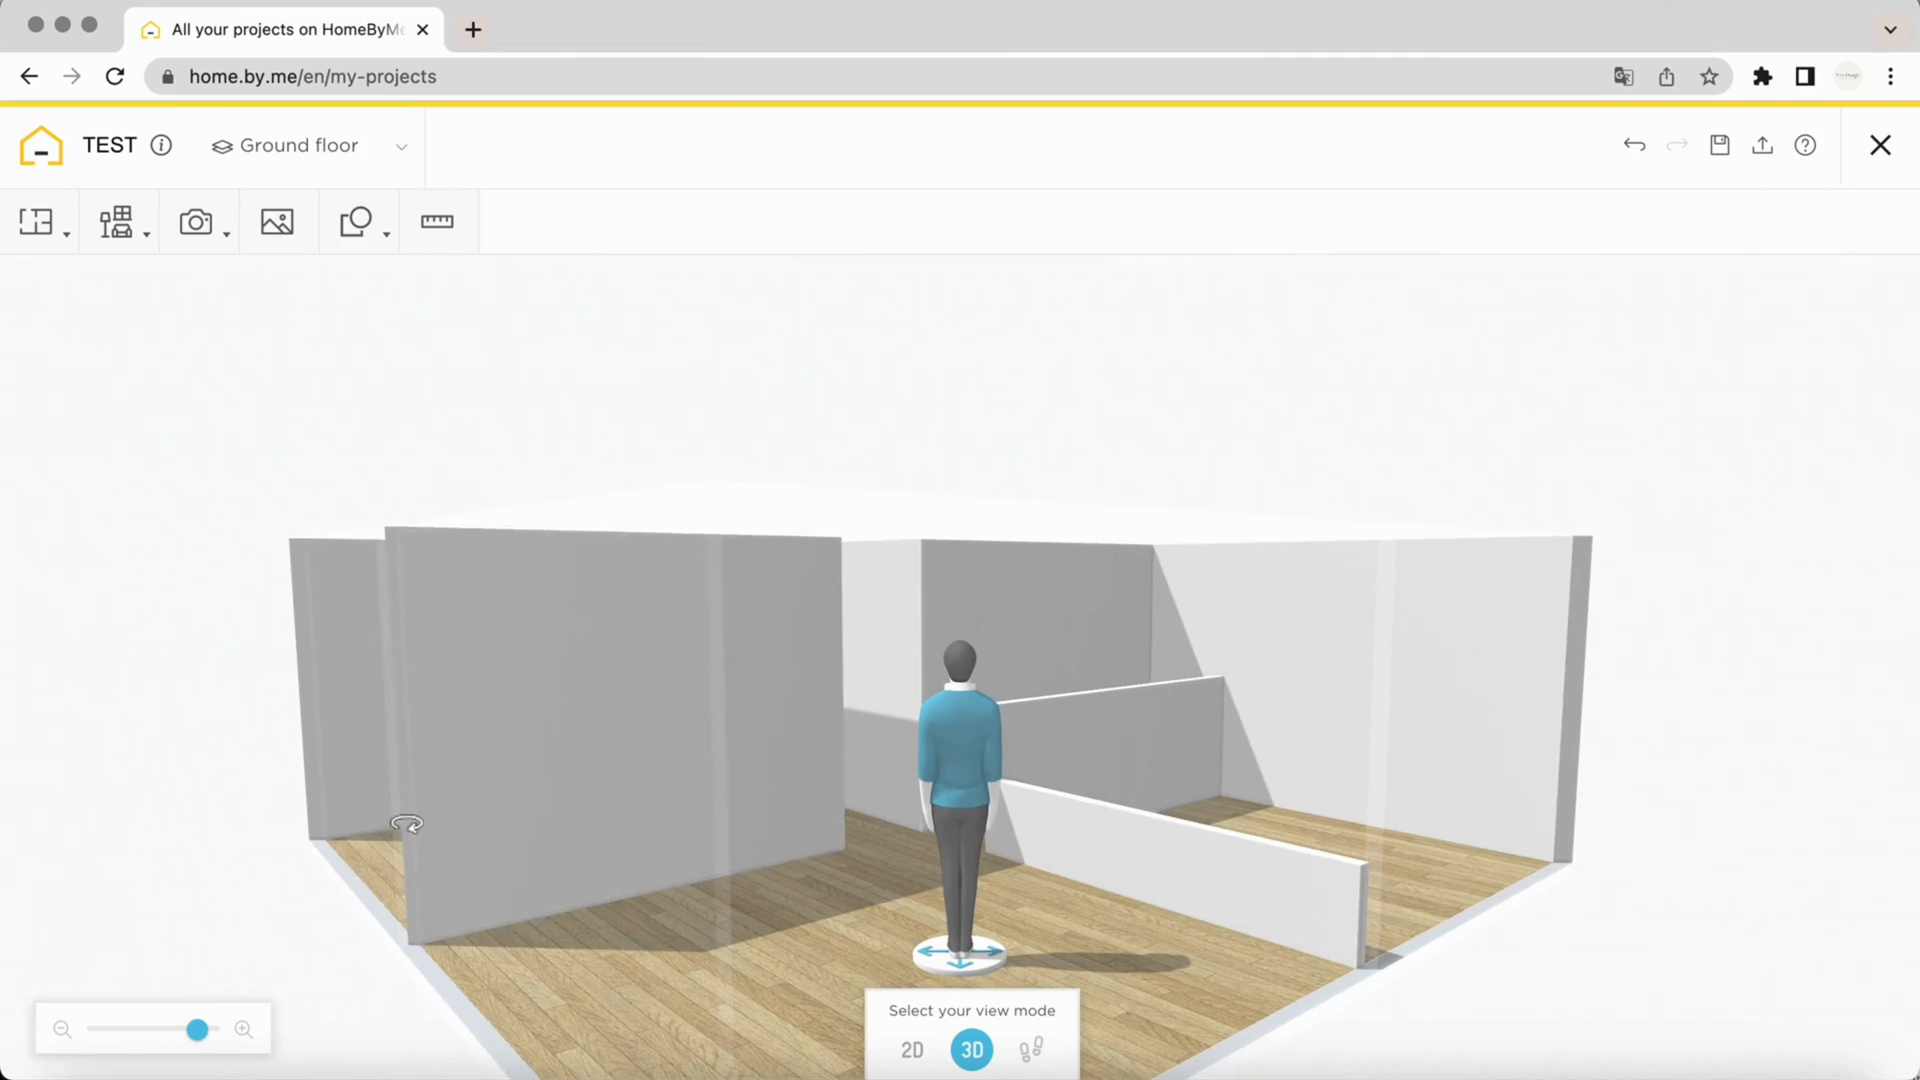 All your projects on HomeByMe
home.by.me/en/my-projects
TEST
Ground floor
Select your view mode
2D
3D